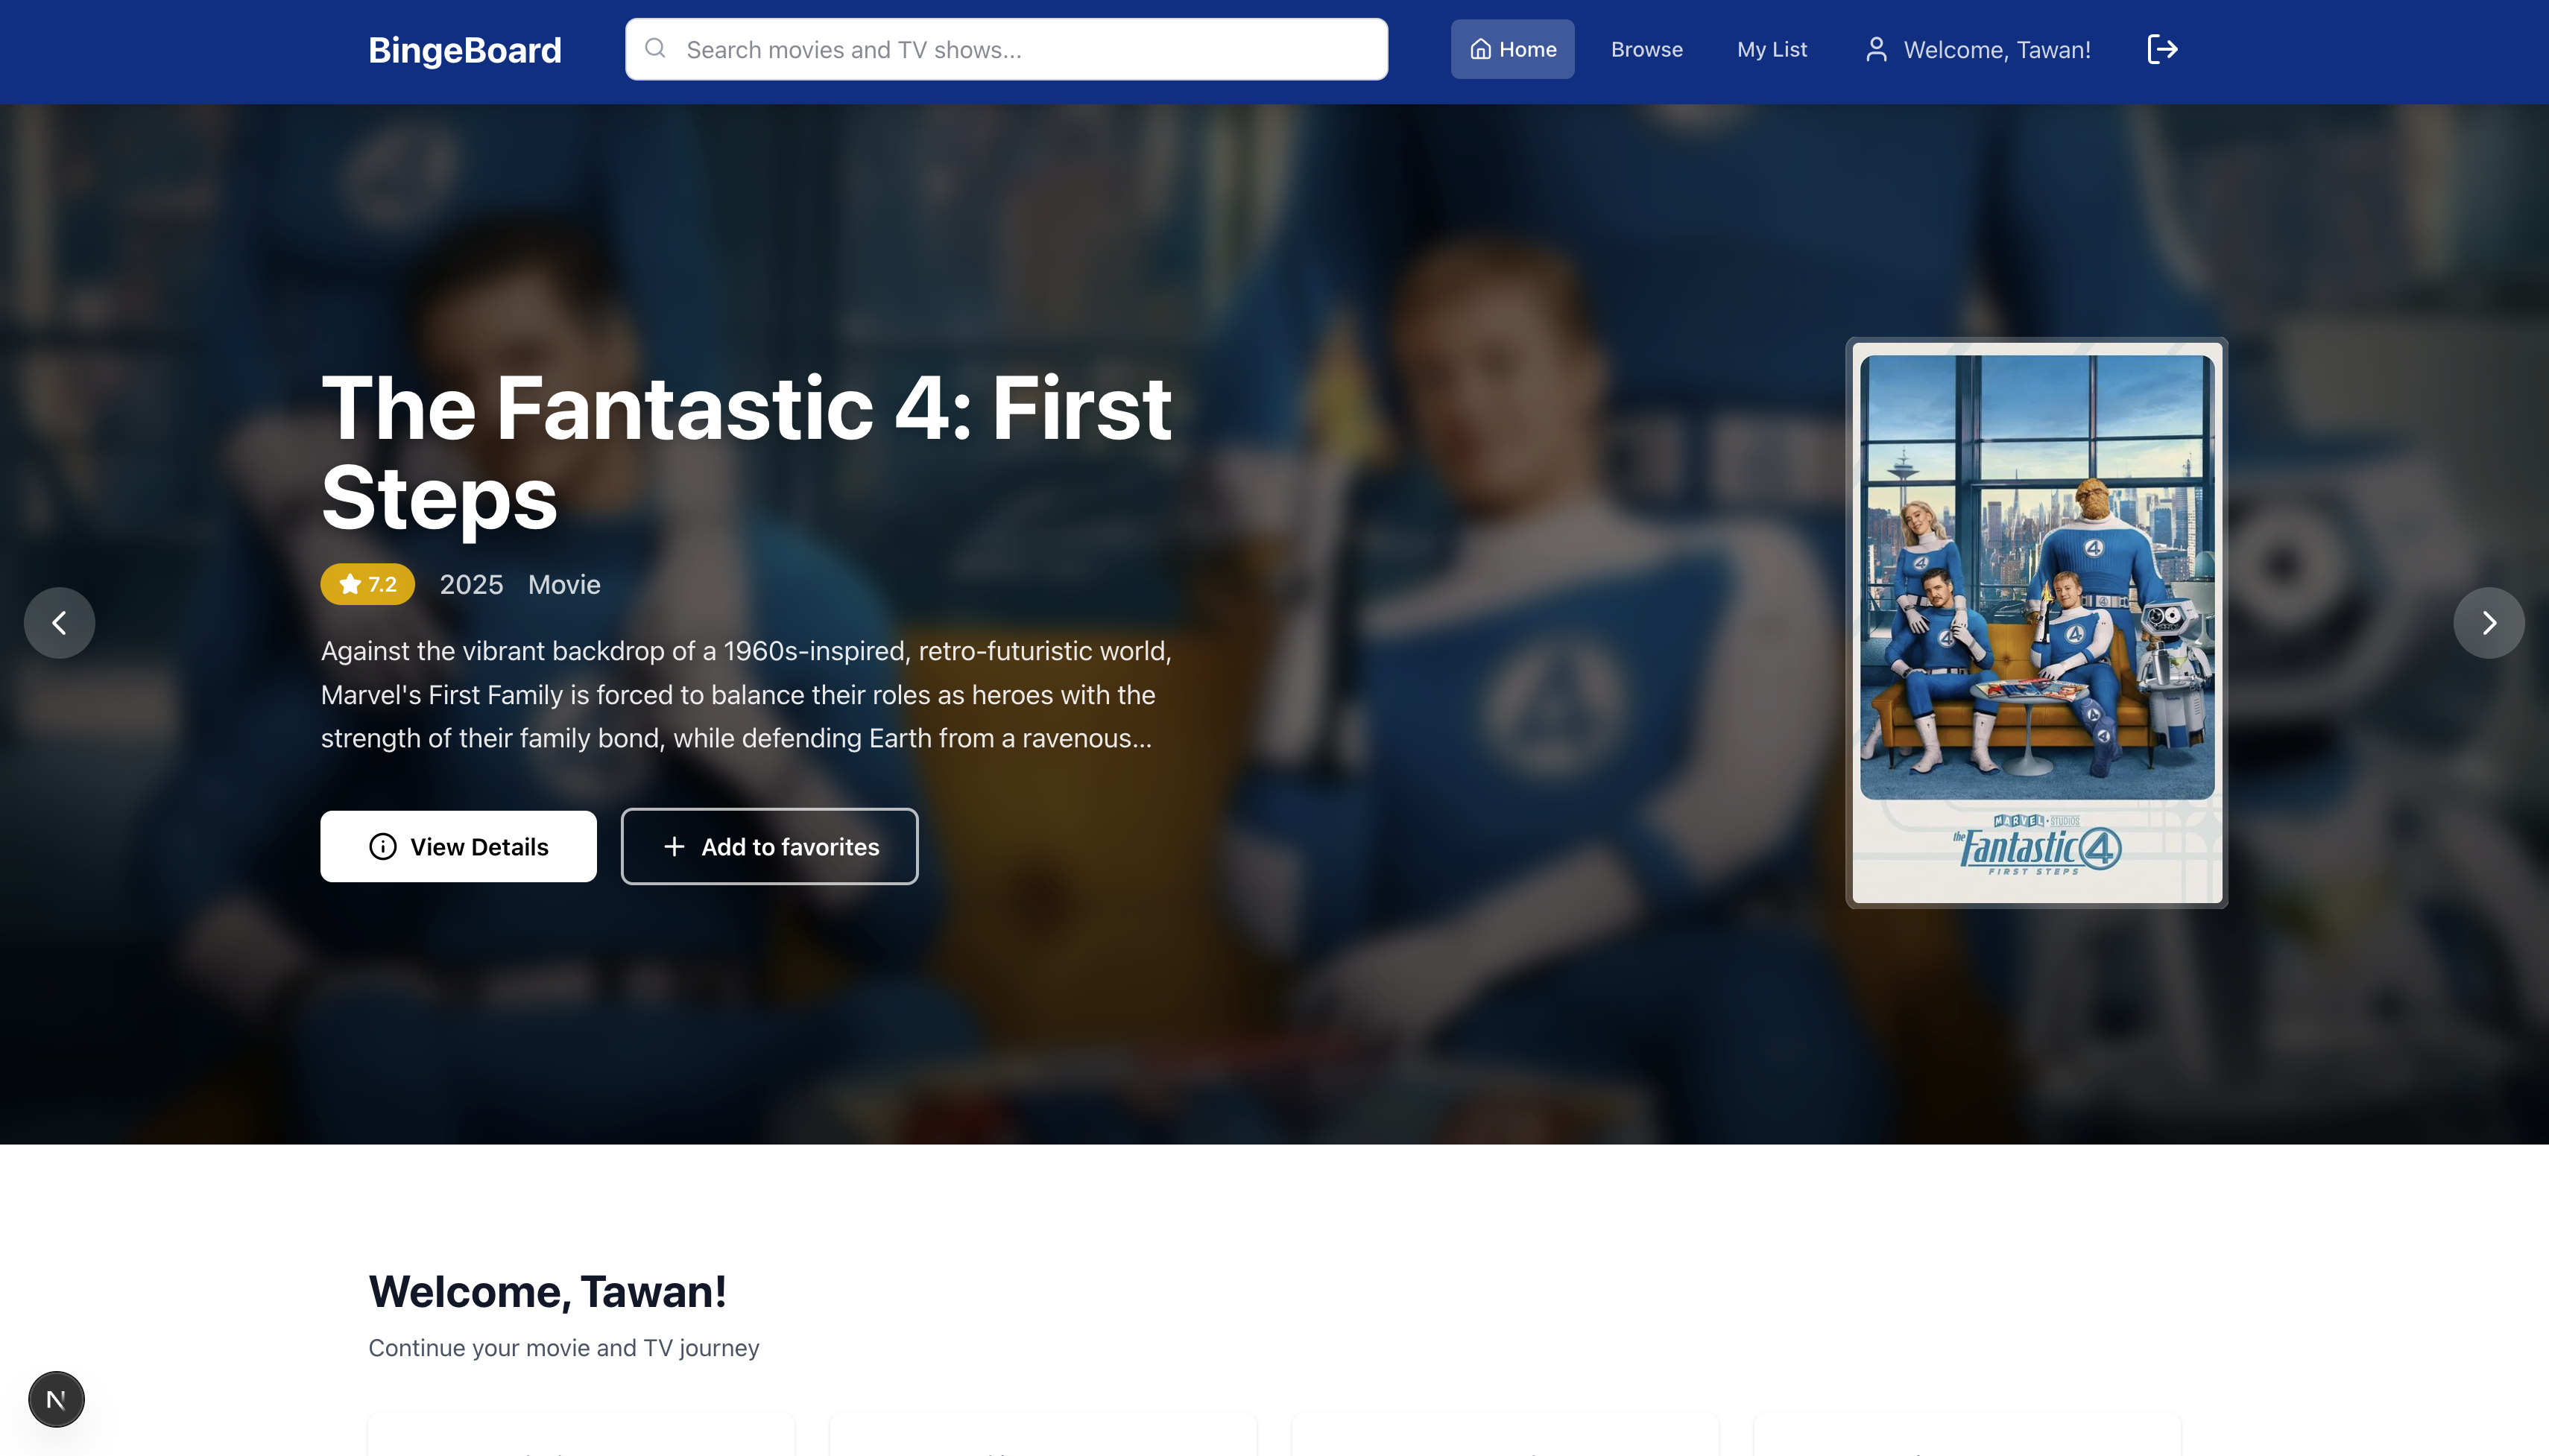 BingeBoard
Search movies and TV shows...
Home
Browse
My List
Welcome, Tawan!
The Fantastic 4: First
Steps
7.2
2025
Movie
Against the vibrant backdrop of a 1960s-inspired, retro-futuristic world,
Marvel's First Family is forced to balance their roles as heroes with the
strength of their family bond, while defending Earth from a ravenous...
View Details
Add to favorites
MARVEL STUDIOS
the
Fantastic 4
FIRST STEPS
Welcome, Tawan!
Continue your movie and TV journey
N